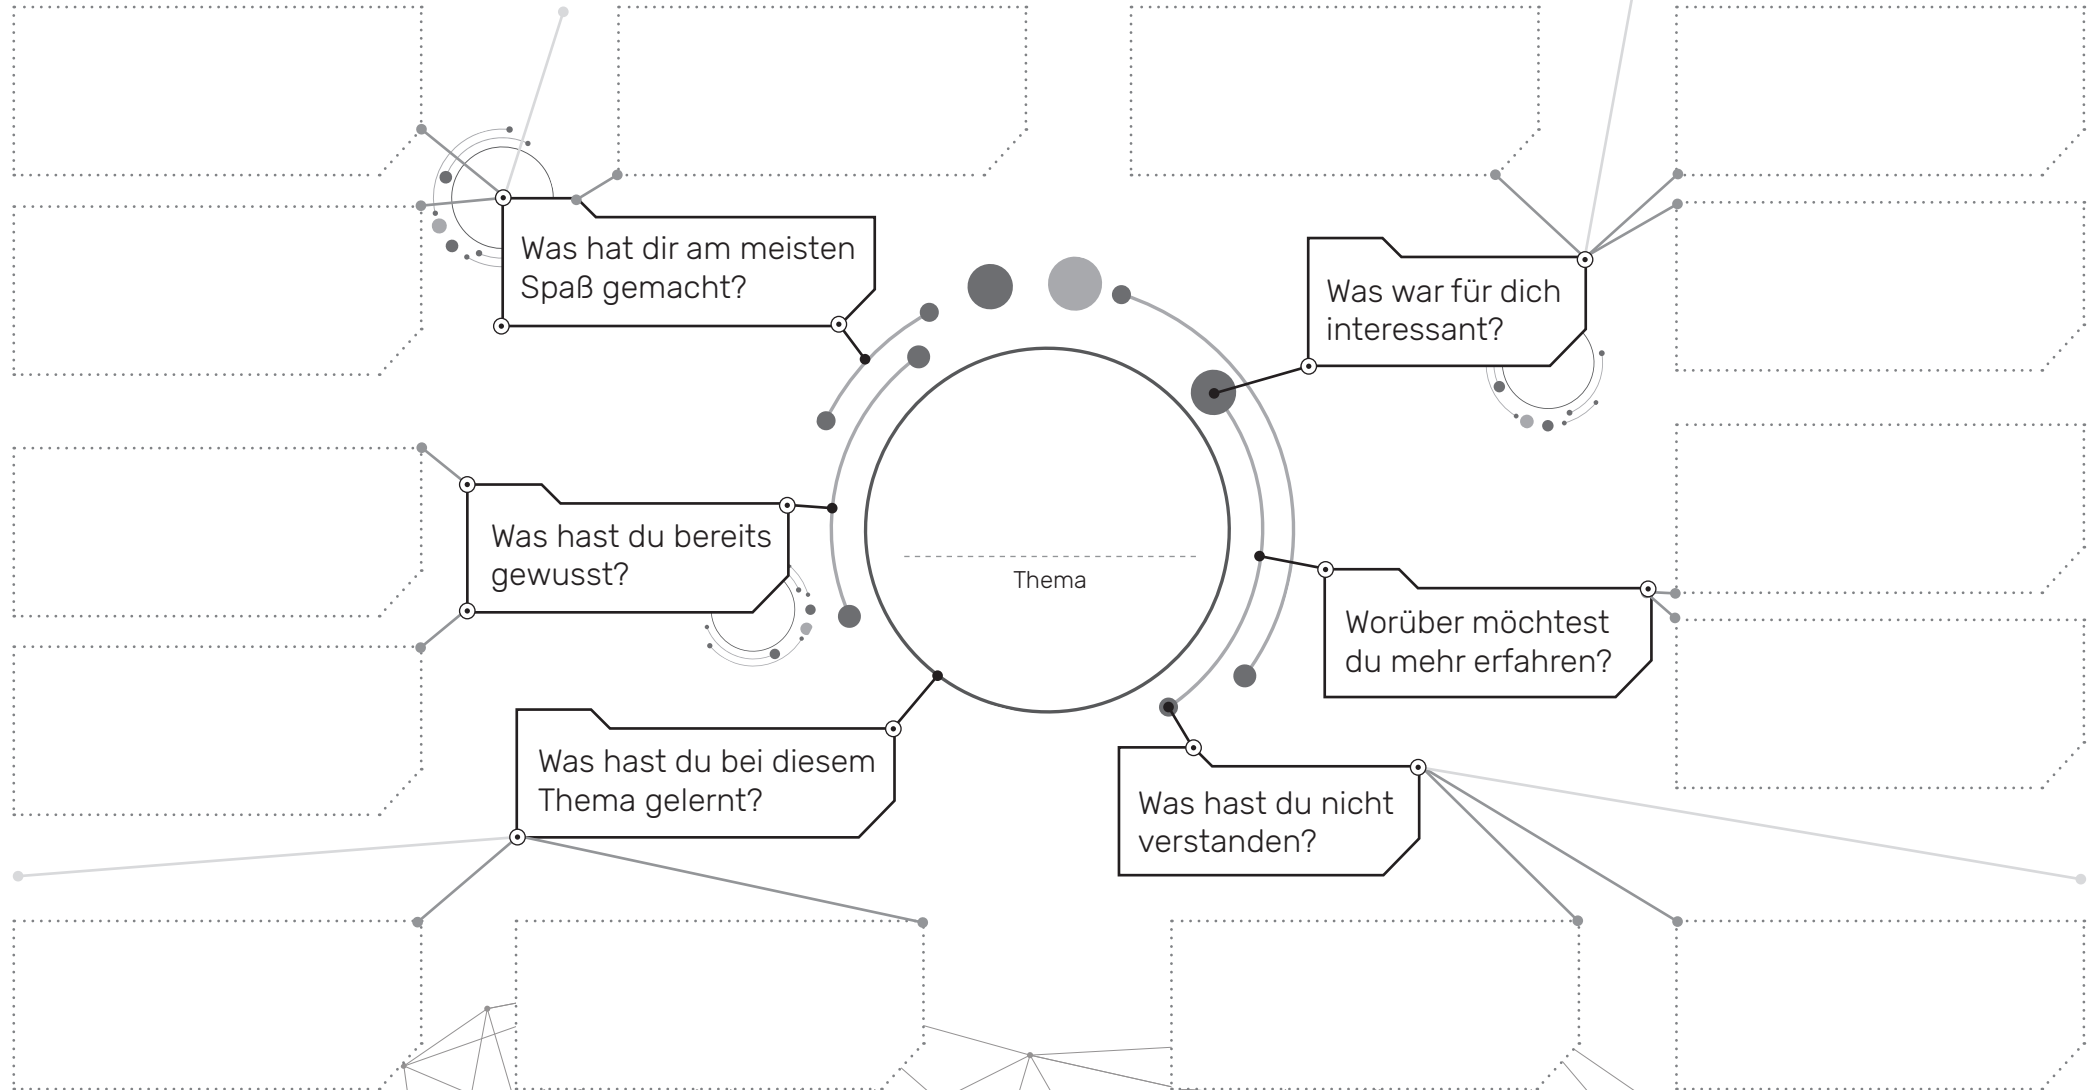 Was hat dir am meisten
Spaß gemacht?
Was war für dich
interessant?
Was hast du bereits
gewusst?
Thema
Worüber möchtest
du mehr erfahren?
Was hast du bei diesem
Thema gelernt?
Was hast du nicht
verstanden?